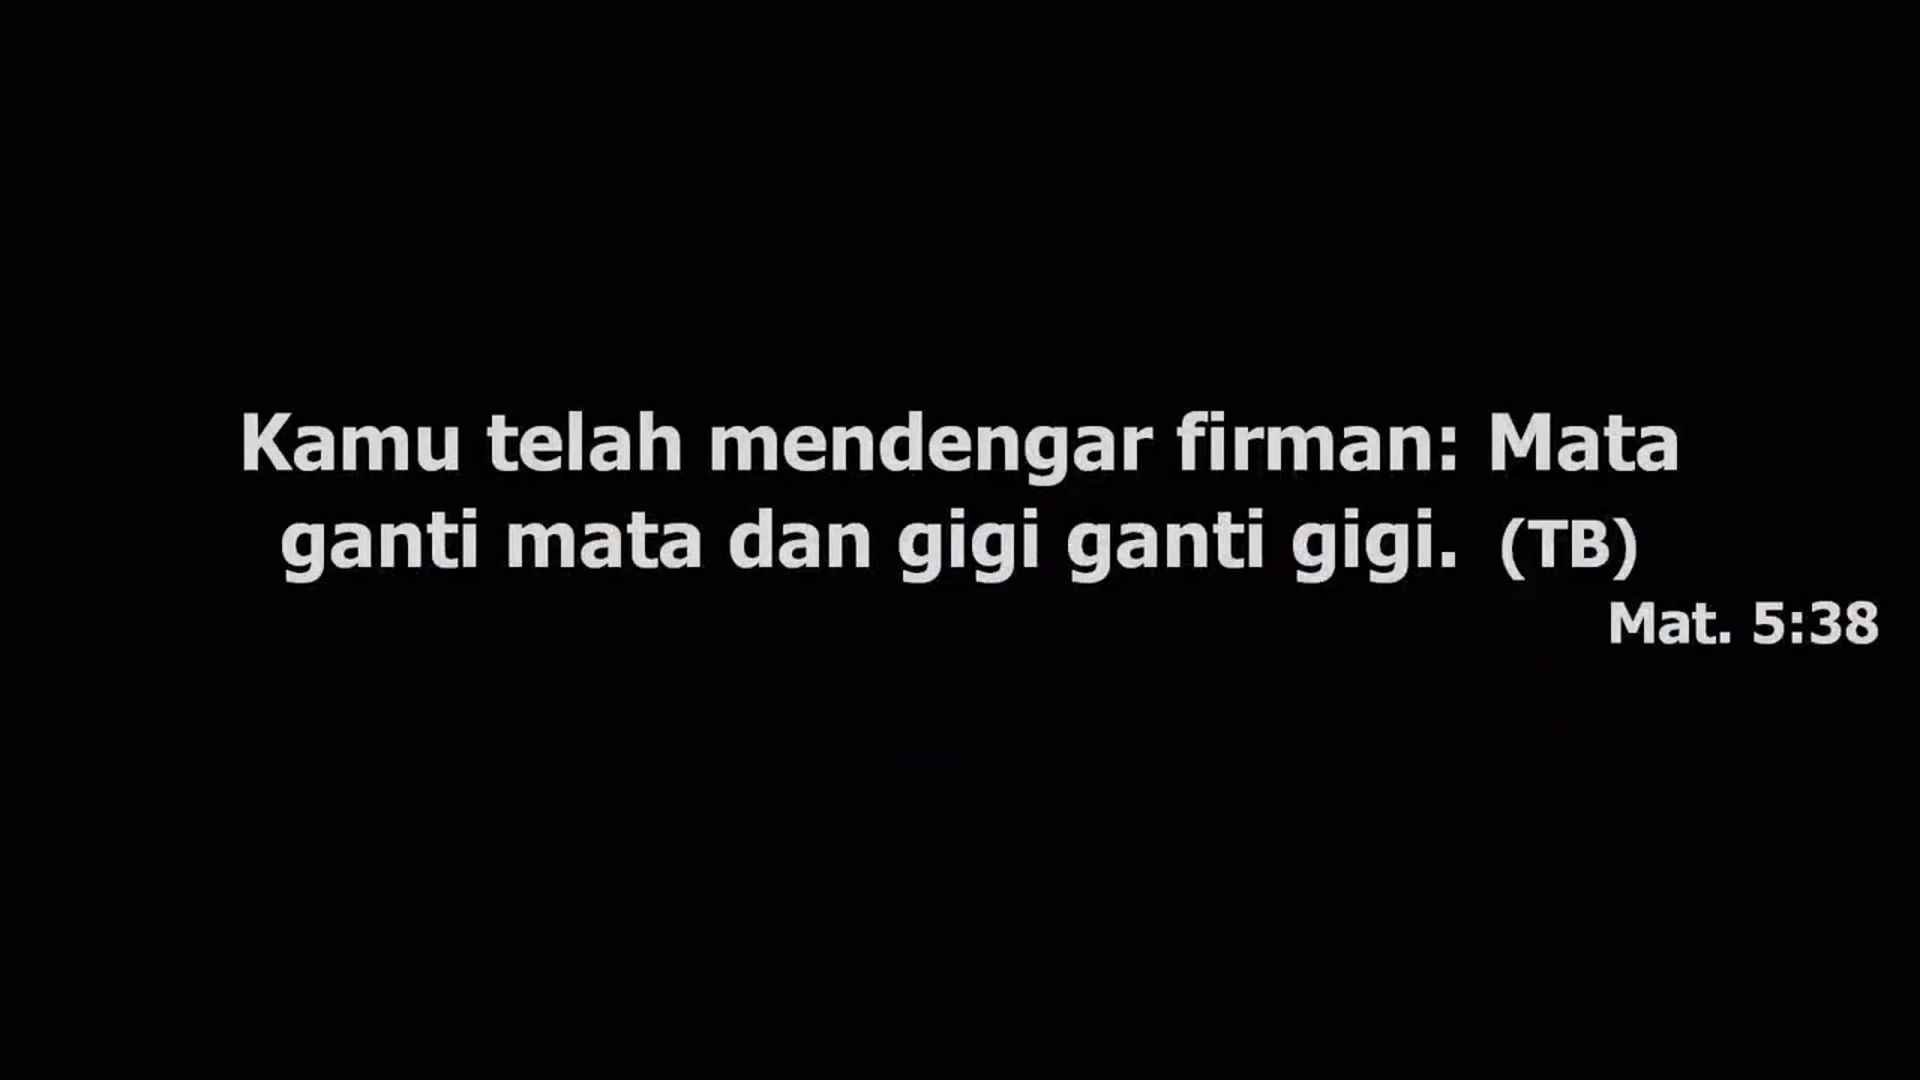 Kamu telah mendengar firman: Mata
ganti mata dan gigi ganti gigi. (TB)
Mat. 5:38